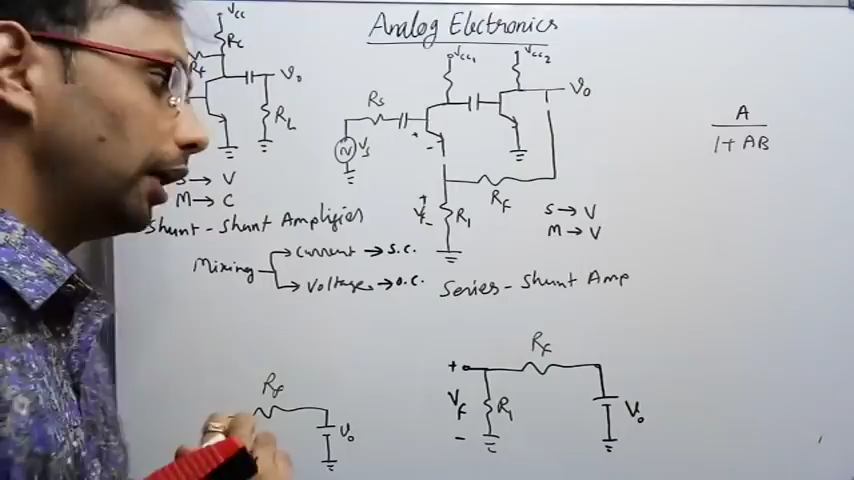 Analog Electronics
Vcc
Rc
Rf
Vo
RL
S → V
M → C
Shunt - Shunt Amplifier
Mixing → Current → S.C.
→ Voltage → O.C.
Vcc1
Vcc2
Vo
Rs
+
-
Vs
+
Vf
-
R1
Rf
S → V
M → V
Series - Shunt Amp
A
1 + AB
Rf
Vo
Rf
+
Vf
-
R1
Vo